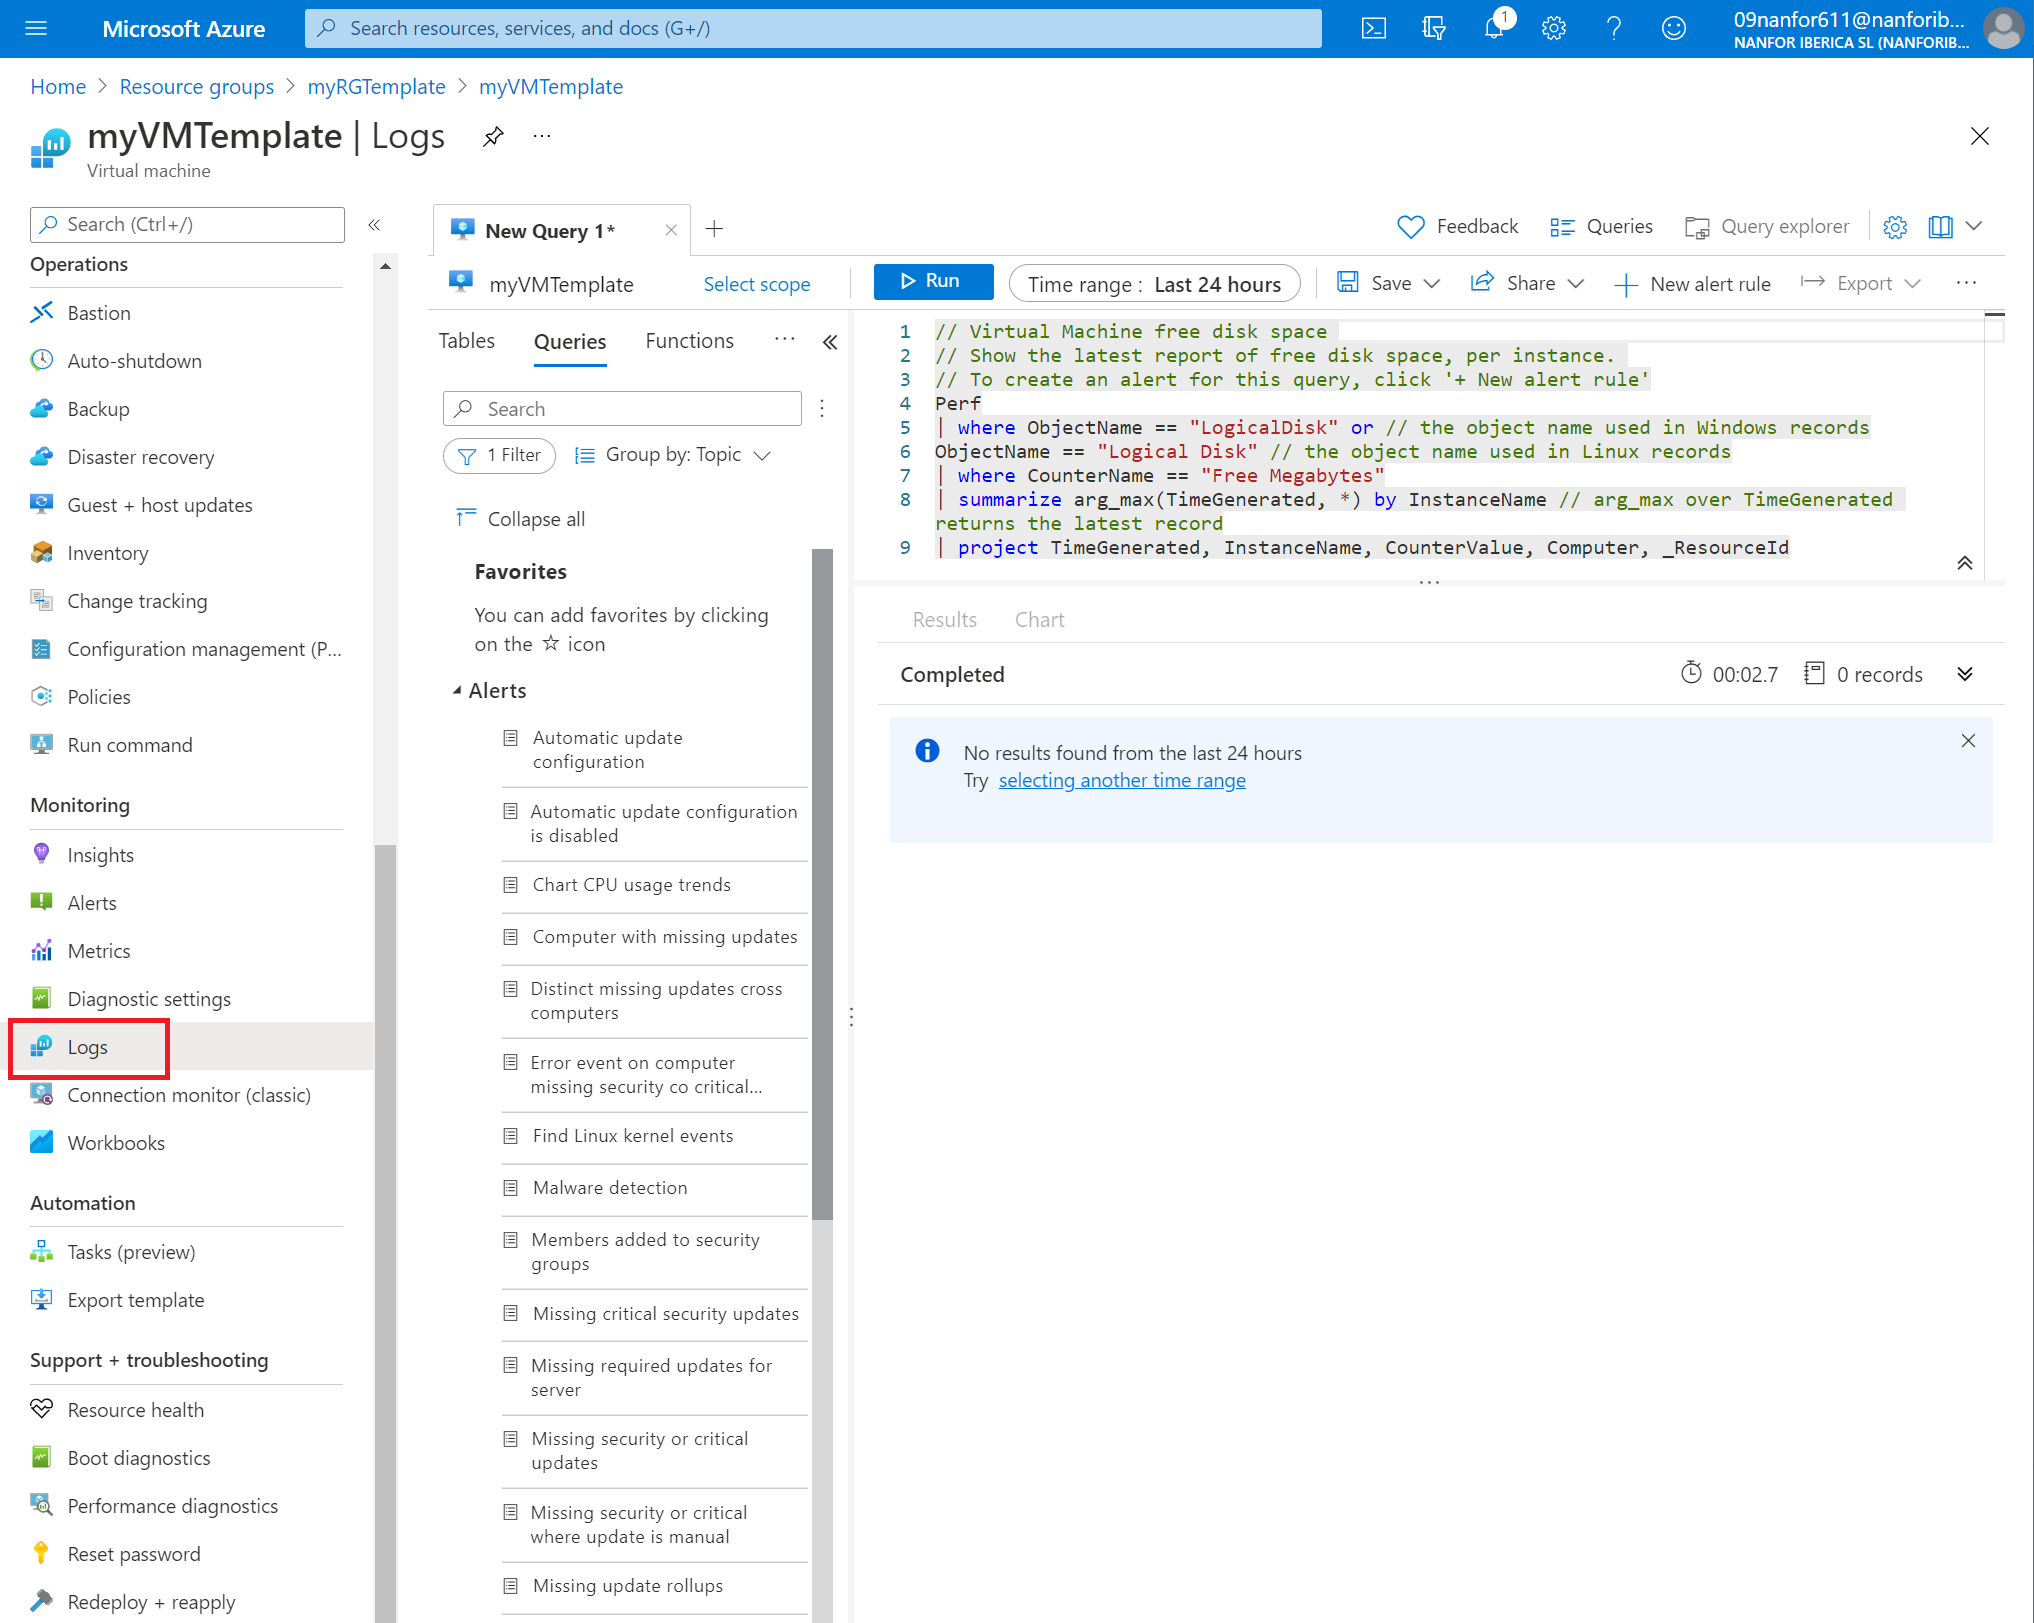 Microsoft Azure
Search resources, services, and docs (G+/)
1
09nanfor611@nanforib...
NANFOR IBERICA SL (NANFORIB...
Home > Resource groups > myRGTemplate > myVMTemplate
myVMTemplate | Logs
Virtual machine
Search (Ctrl+/)
Operations
Bastion
Auto-shutdown
Backup
Disaster recovery
Guest + host updates
Inventory
Change tracking
Configuration management (P...
Policies
Run command
Monitoring
Insights
Alerts
Metrics
Diagnostic settings
Logs
Connection monitor (classic)
Workbooks
Automation
Tasks (preview)
Export template
Support + troubleshooting
Resource health
Boot diagnostics
Performance diagnostics
Reset password
Redeploy + reapply
New Query 1*
Feedback
Queries
Query explorer
myVMTemplate
Select scope
Run
Time range : Last 24 hours
Save
Share
New alert rule
Export
Tables
Queries
Functions
Search
1 Filter
Group by: Topic
Collapse all
Favorites
You can add favorites by clicking
on the ☆ icon
Alerts
Automatic update
configuration
Automatic update configuration
is disabled
Chart CPU usage trends
Computer with missing updates
Distinct missing updates cross
computers
Error event on computer
missing security co critical...
Find Linux kernel events
Malware detection
Members added to security
groups
Missing critical security updates
Missing required updates for
server
Missing security or critical
updates
Missing security or critical
where update is manual
Missing update rollups
1 // Virtual Machine free disk space
2 // Show the latest report of free disk space, per instance.
3 // To create an alert for this query, click '+ New alert rule'
4 Perf
5 | where ObjectName == "LogicalDisk" or // the object name used in Windows records
6 ObjectName == "Logical Disk" // the object name used in Linux records
7 | where CounterName == "Free Megabytes"
8 | summarize arg_max(TimeGenerated, *) by InstanceName // arg_max over TimeGenerated
returns the latest record
9 | project TimeGenerated, InstanceName, CounterValue, Computer, _ResourceId
Results
Chart
Completed
00:02.7
0 records
No results found from the last 24 hours
Try selecting another time range